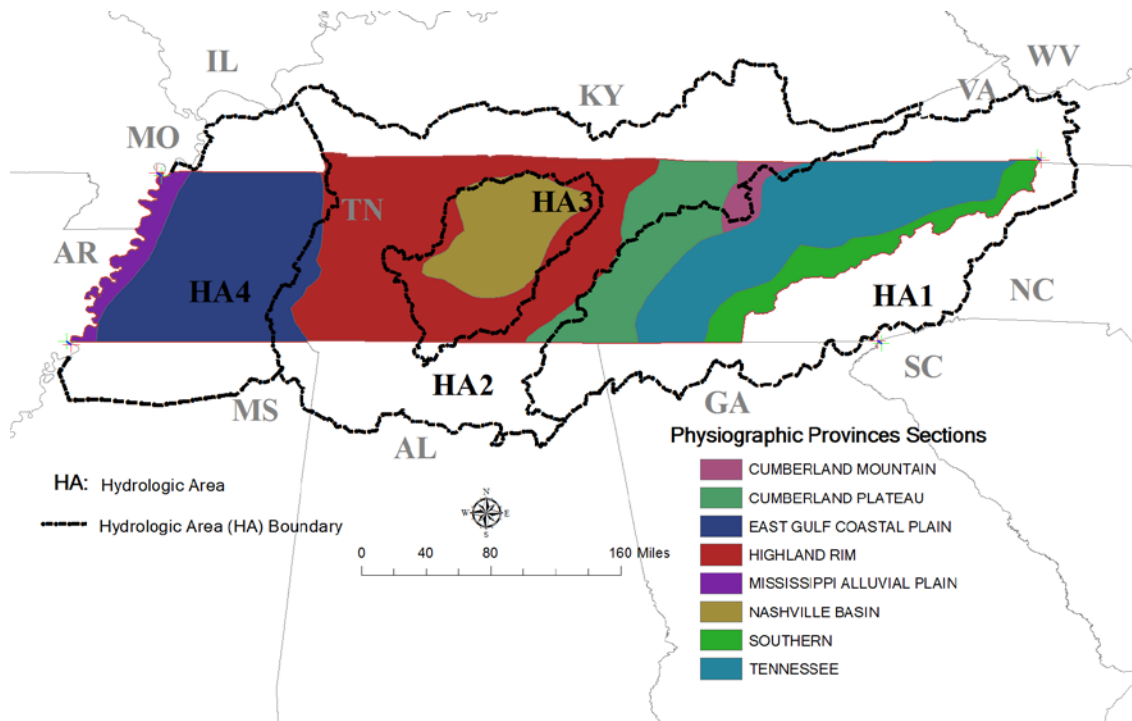 WV
IL
KY
VA
MO
HA3
TN
AR
HA4
HA1
NC
HA2
SC
MS
GA
AL
Physiographic Provinces Sections
CUMBERLAND MOUNTAIN
CUMBERLAND PLATEAU
EAST GULF COASTAL PLAIN
HIGHLAND RIM
MISSISSIPPI ALLUVIAL PLAIN
NASHVILLE BASIN
SOUTHERN
TENNESSEE
HA: Hydrologic Area
Hydrologic Area (HA) Boundary
N
W E
S
0 40 80 160 Miles